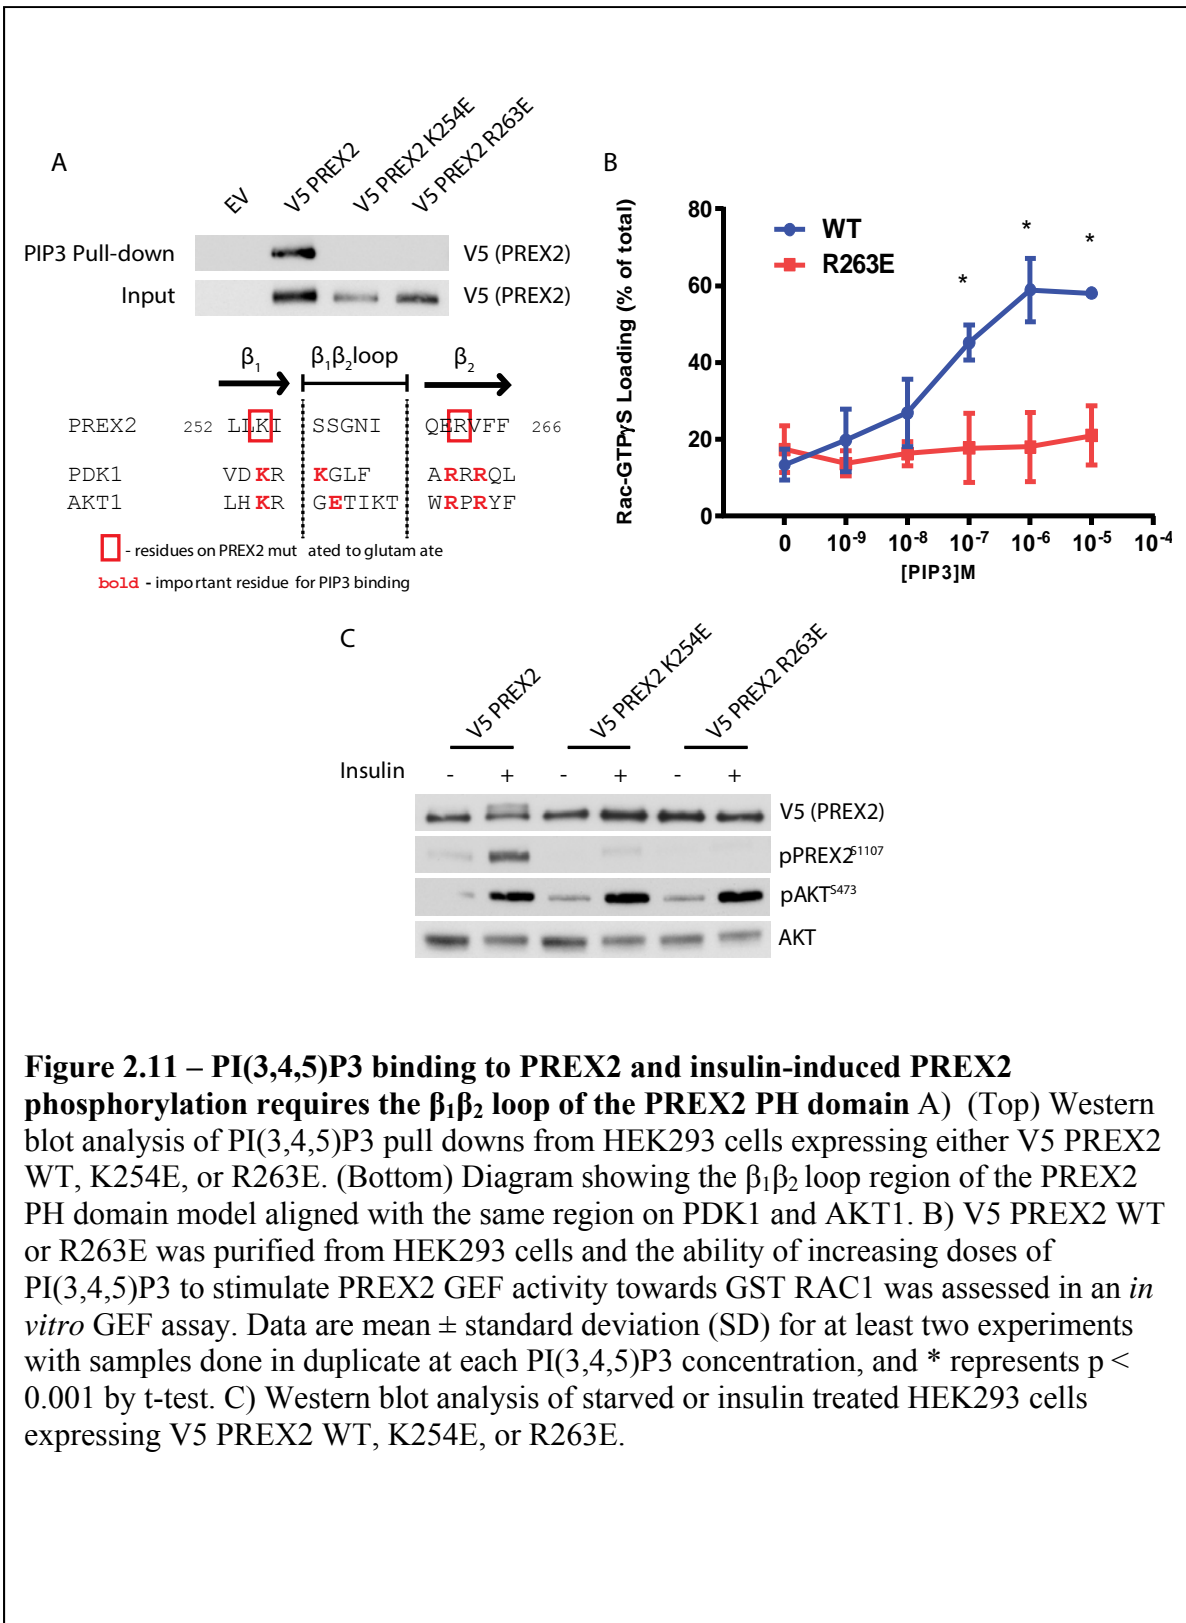 A
EV
V5 PREX2
V5 PREX2 K254E
V5 PREX2 R263E
PIP3 Pull-down V5 (PREX2)
Input V5 (PREX2)
β1 β1β2loop β2
PREX2 252 LLKI SSGNI QERVFF 266
PDK1 VDKR KGLF ARRRQL
AKT1 LHKR GETIKT WRPRYF
- residues on PREX2 mut ated to glutam ate
bold - important residue for PIP3 binding
B
Rac-GTPγS Loading (% of total)
80
60
40
20
0
WT
R263E
* * *
0 10-9 10-8 10-7 10-6 10-5 10-4
[PIP3]M
C
V5 PREX2
V5 PREX2 K254E
V5 PREX2 R263E
Insulin - + - + - +
V5 (PREX2)
pPREX2S1107
pAKTS473
AKT
Figure 2.11 – PI(3,4,5)P3 binding to PREX2 and insulin-induced PREX2
phosphorylation requires the β1β2 loop of the PREX2 PH domain A) (Top) Western
blot analysis of PI(3,4,5)P3 pull downs from HEK293 cells expressing either V5 PREX2
WT, K254E, or R263E. (Bottom) Diagram showing the β1β2 loop region of the PREX2
PH domain model aligned with the same region on PDK1 and AKT1. B) V5 PREX2 WT
or R263E was purified from HEK293 cells and the ability of increasing doses of
PI(3,4,5)P3 to stimulate PREX2 GEF activity towards GST RAC1 was assessed in an in
vitro GEF assay. Data are mean ± standard deviation (SD) for at least two experiments
with samples done in duplicate at each PI(3,4,5)P3 concentration, and * represents p <
0.001 by t-test. C) Western blot analysis of starved or insulin treated HEK293 cells
expressing V5 PREX2 WT, K254E, or R263E.